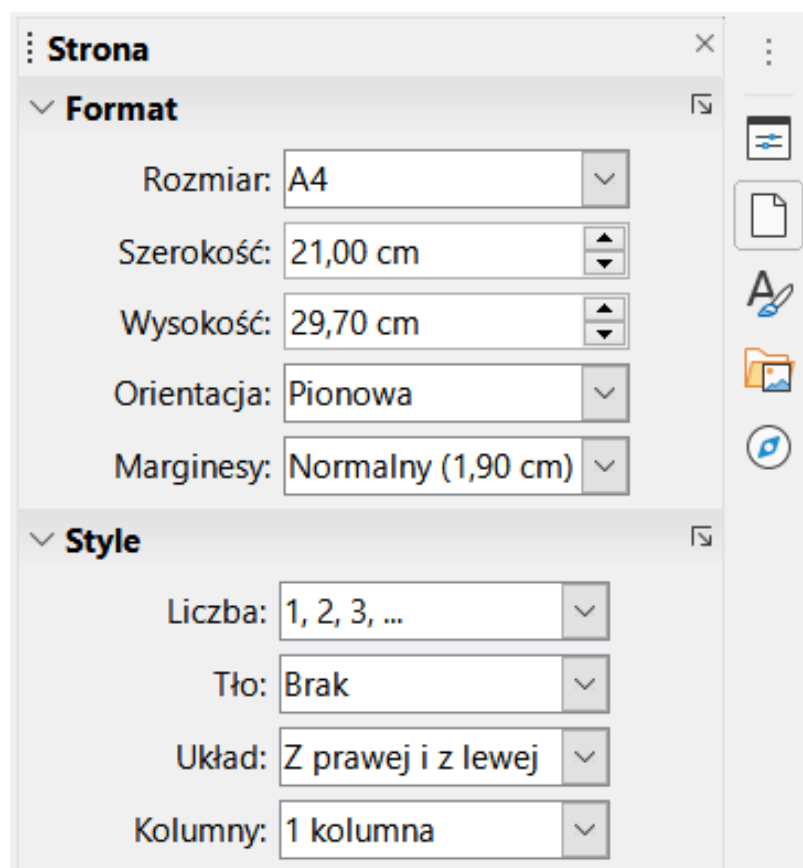 Strona
Format
Rozmiar: A4
Szerokość: 21,00 cm
Wysokość: 29,70 cm
Orientacja: Pionowa
Marginesy: Normalny (1,90 cm)
Style
Liczba: 1, 2, 3, ...
Tło: Brak
Układ: Z prawej i z lewej
Kolumny: 1 kolumna